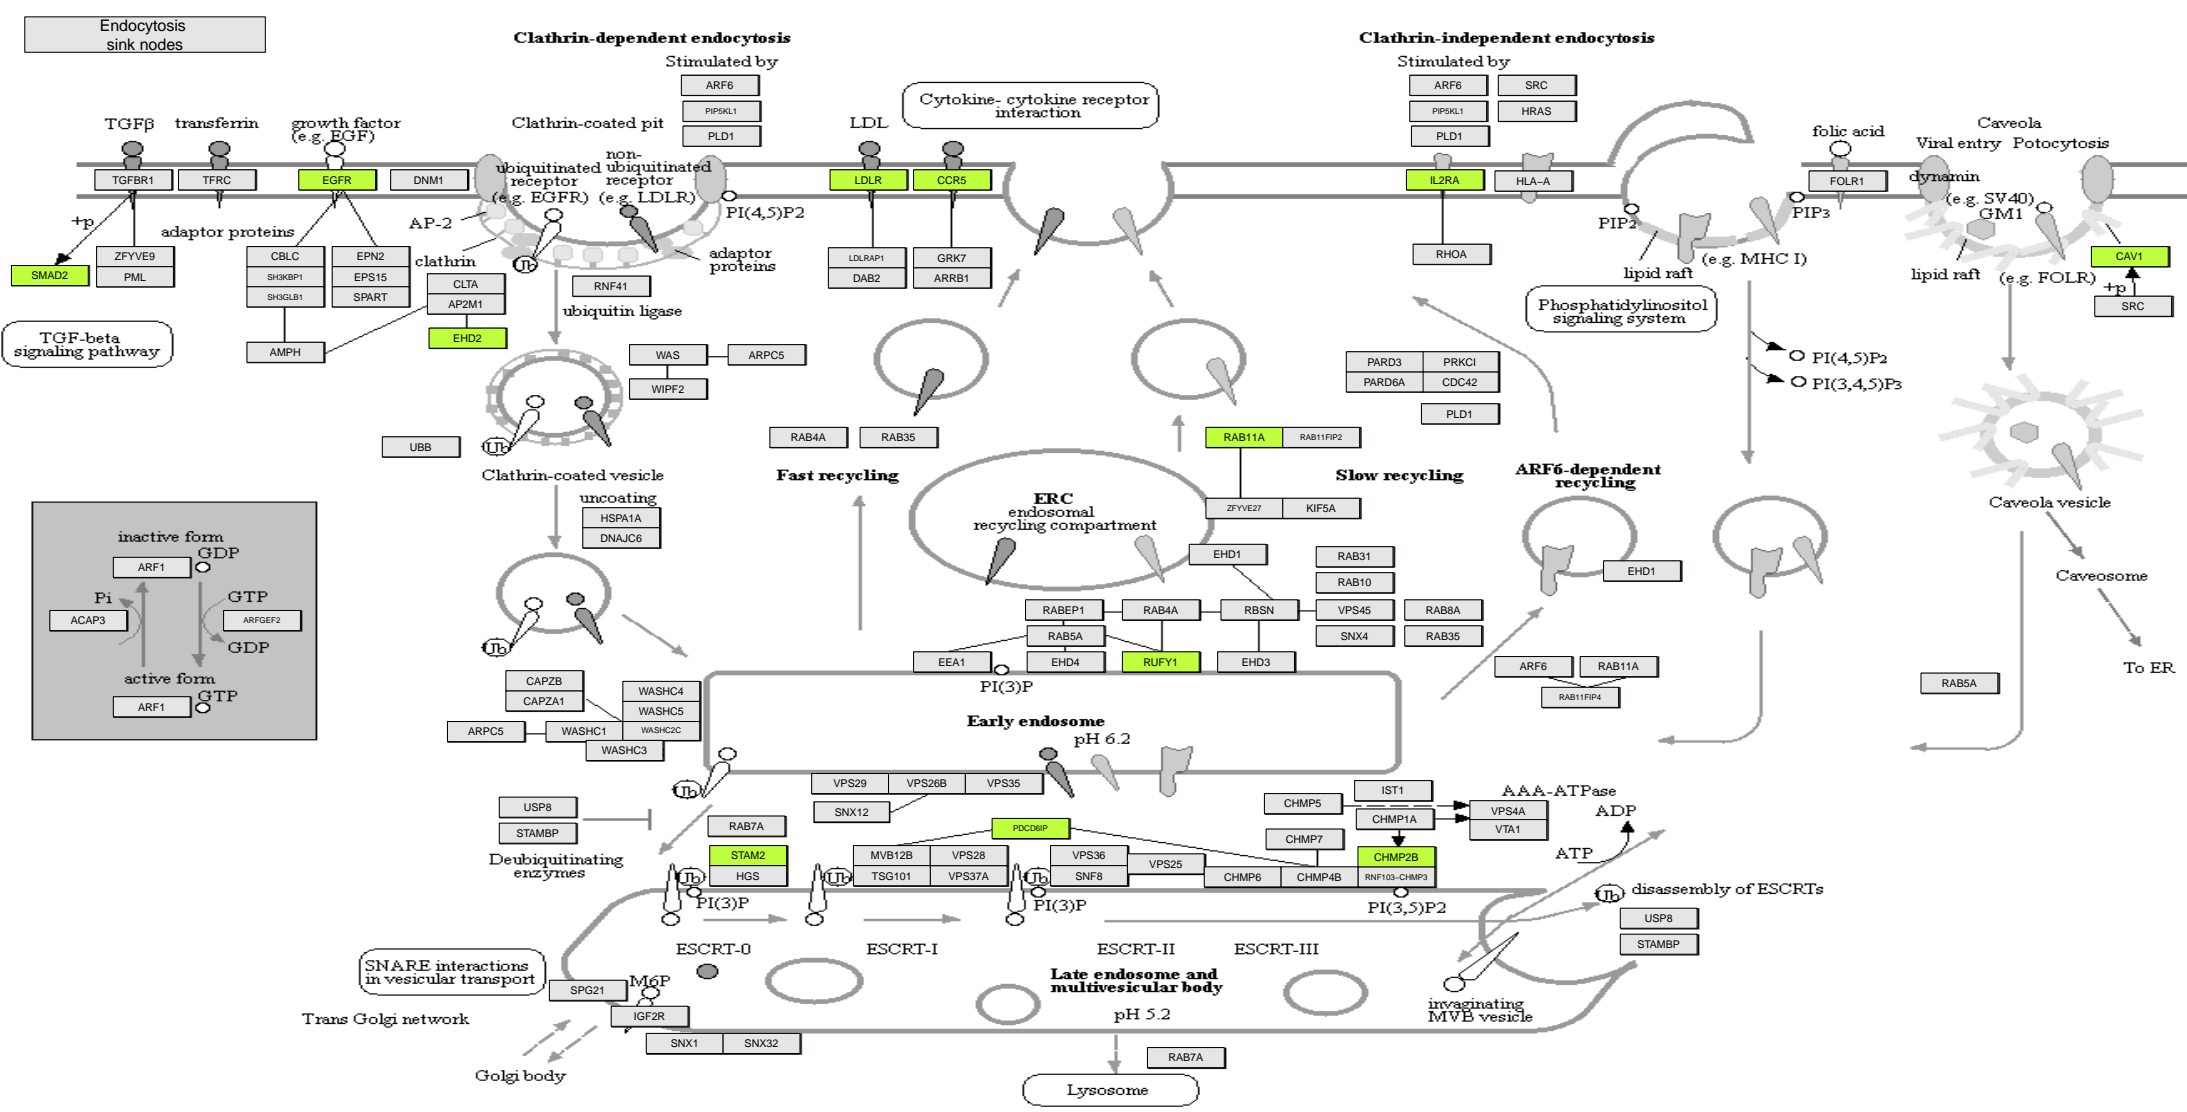 Endocytosis
sink nodes
Clathrin-dependent endocytosis
Stimulated by
ARF6
PIP5KL1
PLD1
Clathrin-independent endocytosis
Stimulated by
ARF6
SRC
PIP5KL1
HRAS
PLD1
Cytokine- cytokine receptor
interaction
TGFβ
transferrin
growth factor
(e.g. EGF)
Clathrin-coated pit
LDL
folic acid
Caveola
Viral entry
Potocytosis
TGFBR1
TFRC
EGFR
DNM1
ubiquitinated
receptor
(e.g. EGFR)
non-
ubiquitinated
receptor
(e.g. LDLR)
LDLR
CCR5
IL2RA
HLA–A
FOLR1
dynamin
(e.g. SV40)
GM1
+p
adaptor proteins
AP-2
clathrin
PI(4,5)P2
adaptor
proteins
PIP2
PIP3
lipid raft
(e.g. MHC I)
lipid raft
(e.g. FOLR)
SMAD2
ZFYVE9
PML
CBLC
SH3KBP1
SH3GLB1
EPN2
EPS15
SPART
CLTA
AP2M1
EHD2
AMPH
Ub
RNF41
ubiquitin ligase
LDLRAP1
DAB2
GRK7
ARRB1
RHOA
CAV1
+p
SRC
TGF-beta
signaling pathway
Phosphatidylinositol
signaling system
PI(4,5)P2
PI(3,4,5)P3
WAS
ARPC5
WIPF2
PARD3
PRKCI
PARD6A
CDC42
PLD1
UBB
Ub
Clathrin-coated vesicle
uncoating
HSPA1A
DNAJC6
RAB4A
RAB35
Fast recycling
RAB11A
RAB11FIP2
Slow recycling
ARF6-dependent
recycling
ERC
endosomal
recycling compartment
ZFYVE27
KIF5A
EHD1
RAB31
RAB10
EHD1
Caveola vesicle
Caveosome
To ER
inactive form
ARF1
GDP
Pi
GTP
ACAP3
ARFGEF2
GDP
active form
ARF1
GTP
Ub
RABEP1
RAB4A
RBSN
VPS45
RAB8A
RAB5A
SNX4
RAB35
EEA1
EHD4
RUFY1
EHD3
PI(3)P
ARF6
RAB11A
RAB11FIP4
RAB5A
CAPZB
CAPZA1
WASHC4
WASHC5
ARPC5
WASHC1
WASHC2C
WASHC3
Early endosome
pH 6.2
Ub
VPS29
VPS26B
VPS35
SNX12
USP8
STAMBP
Deubiquitinating
enzymes
RAB7A
STAM2
HGS
PDCD6IP
MVB12B
VPS28
TSG101
VPS37A
VPS36
SNF8
VPS25
CHMP5
IST1
CHMP1A
CHMP7
CHMP2B
CHMP6
CHMP4B
RNF103–CHMP3
AAA-ATPase
VPS4A
VTA1
ADP
ATP
Ub
PI(3)P
Ub
Ub
PI(3)P
PI(3,5)P2
Ub
disassembly of ESCRTs
USP8
STAMBP
ESCRT-0
ESCRT-I
ESCRT-II
ESCRT-III
SNARE interactions
in vesicular transport
SPG21
M6P
IGF2R
Late endosome and
multivesicular body
pH 5.2
invaginating
MVB vesicle
Trans Golgi network
SNX1
SNX32
Golgi body
RAB7A
Lysosome